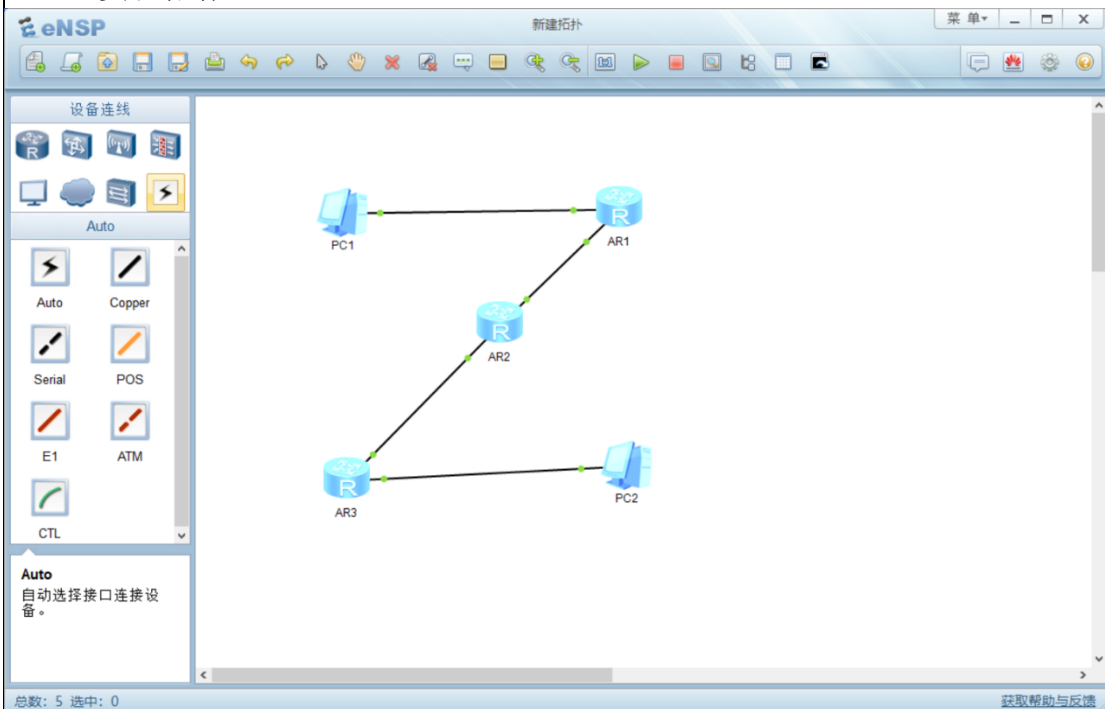 eNSP
新建拓扑
菜 单
设备连线
R
Auto
Auto
Copper
Serial
POS
E1
ATM
CTL
Auto
自动选择接口连接设
备。
PC1
R
AR1
R
AR2
R
AR3
PC2
总数: 5 选中: 0
获取帮助与反馈